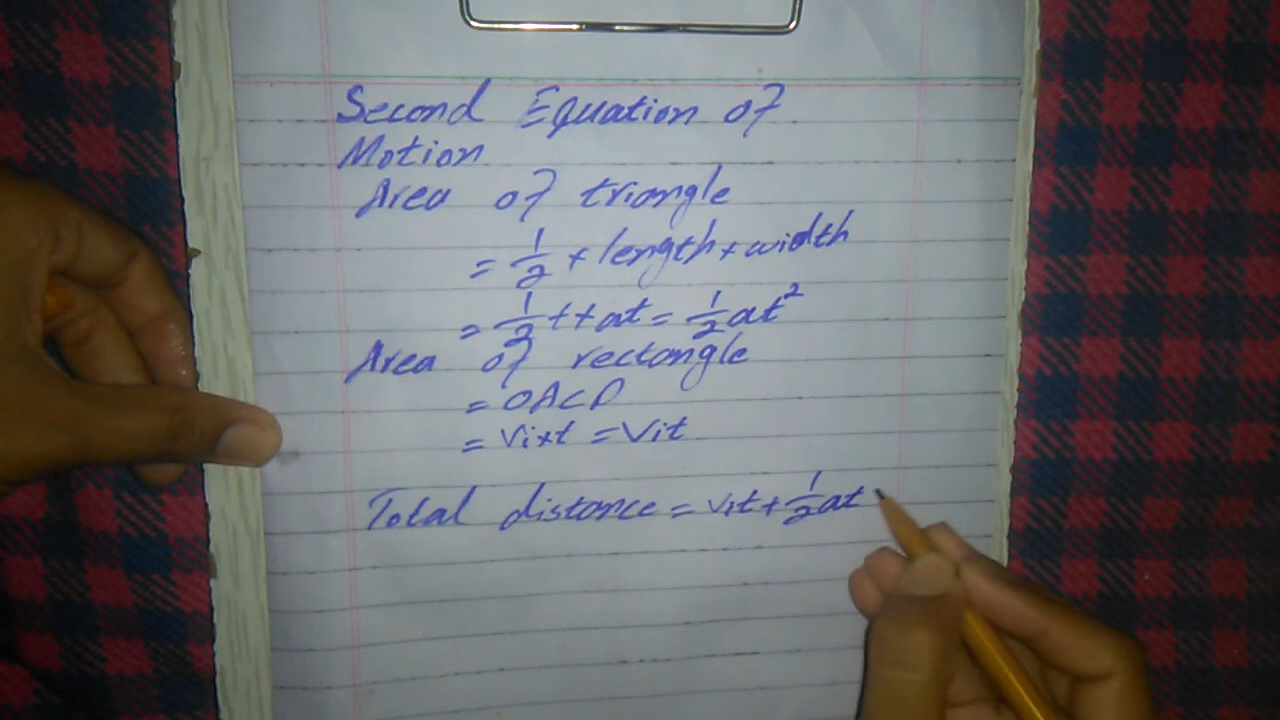 Second Equation of
Motion
Area of triangle
= 1/2 × length × width
= 1/2 t × at = 1/2 at²
Area of rectangle
= OACD
= Vi×t = Vit
Total distance = Vit + 1/2 at